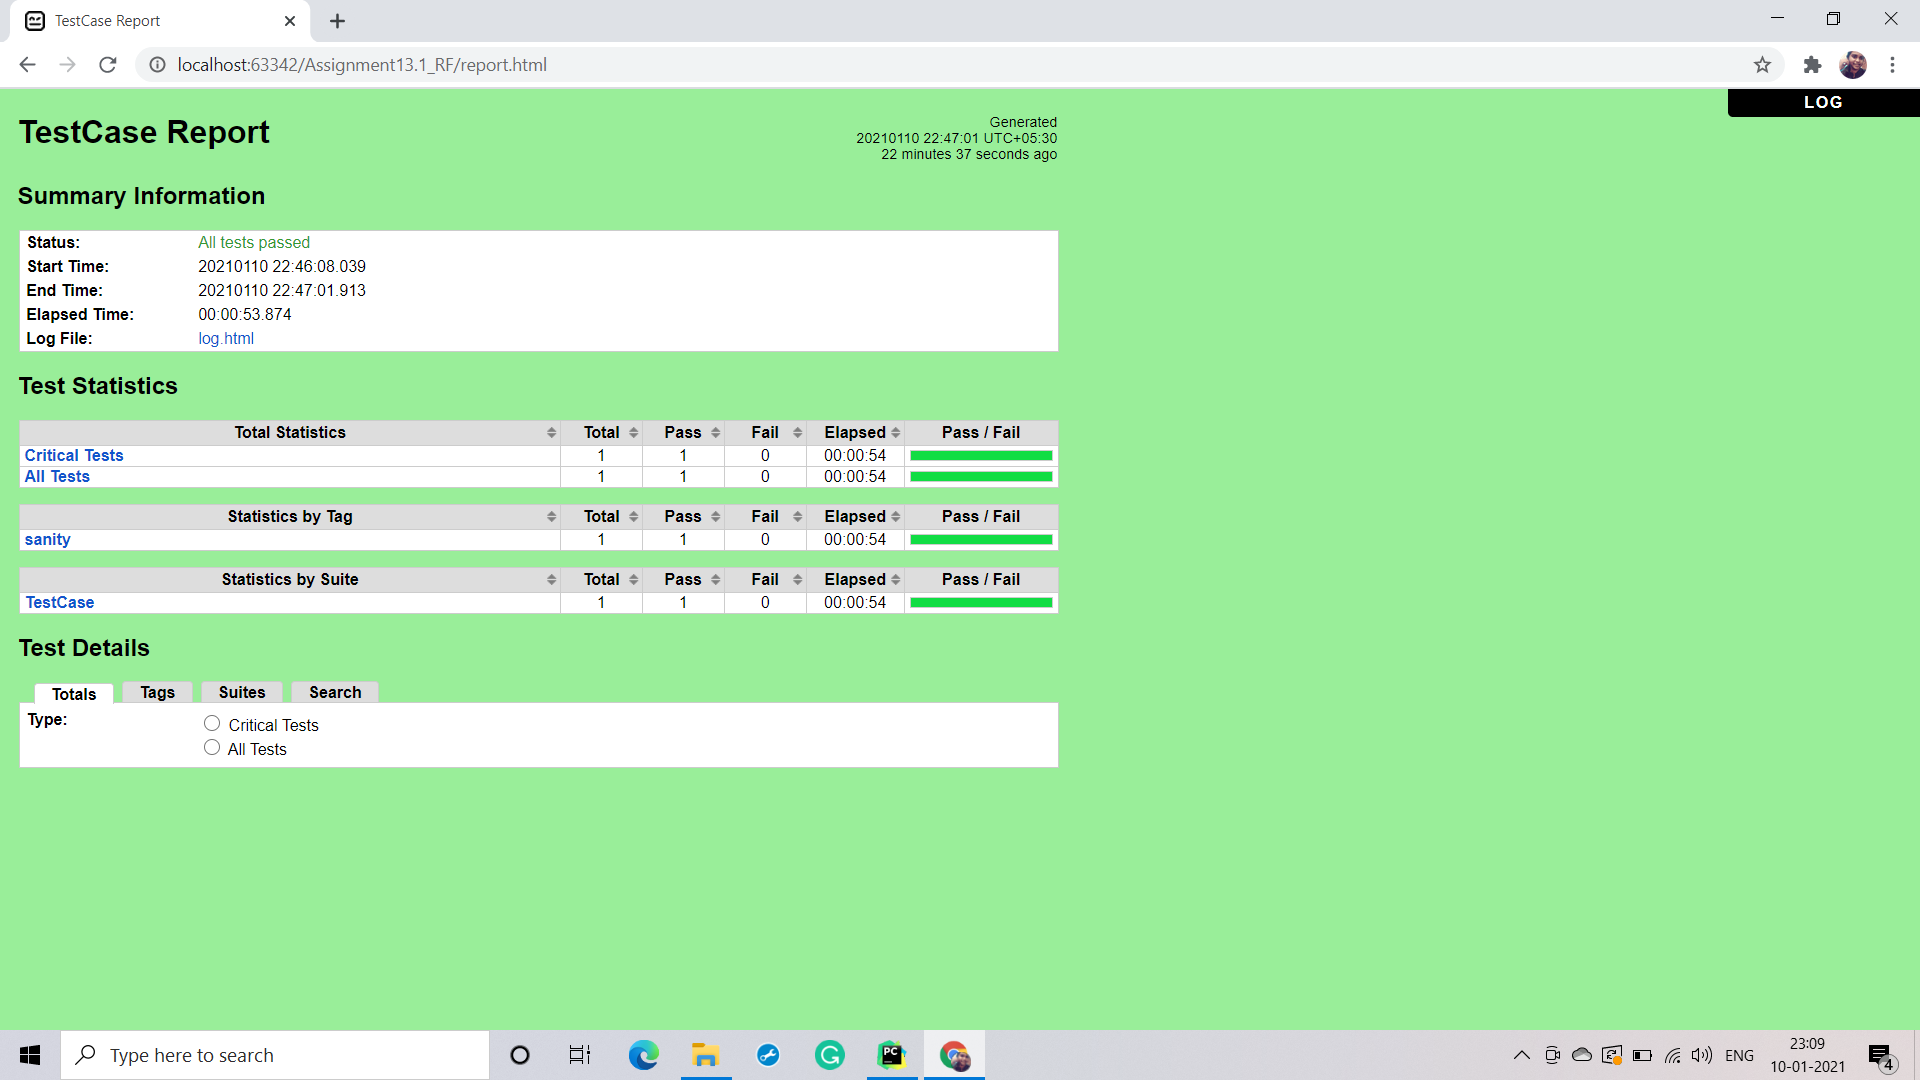 TestCase Report
localhost:63342/Assignment13.1_RF/report.html
LOG
TestCase Report
Generated
20210110 22:47:01 UTC+05:30
22 minutes 37 seconds ago
Summary Information
Status: All tests passed
Start Time: 20210110 22:46:08.039
End Time: 20210110 22:47:01.913
Elapsed Time: 00:00:53.874
Log File: log.html
Test Statistics
Total Statistics Total Pass Fail Elapsed Pass / Fail
Critical Tests 1 1 0 00:00:54
All Tests 1 1 0 00:00:54
Statistics by Tag Total Pass Fail Elapsed Pass / Fail
sanity 1 1 0 00:00:54
Statistics by Suite Total Pass Fail Elapsed Pass / Fail
TestCase 1 1 0 00:00:54
Test Details
Totals Tags Suites Search
Type: Critical Tests
All Tests
Type here to search
PC
ENG
23:09
10-01-2021
4